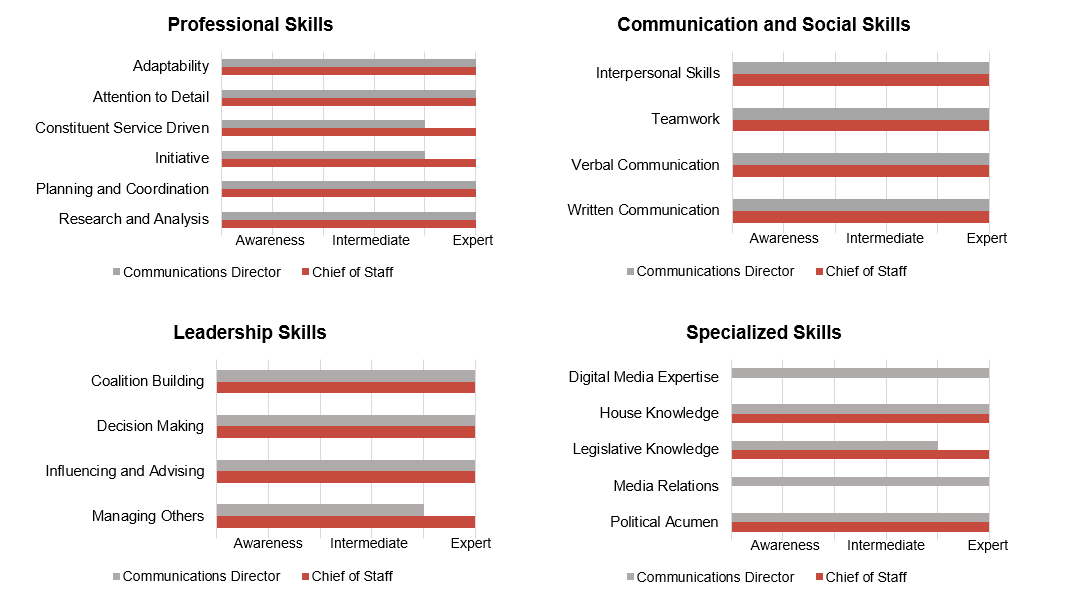 Professional Skills
Adaptability
Attention to Detail
Constituent Service Driven
Initiative
Planning and Coordination
Research and Analysis
Awareness Intermediate Expert
Communications Director Chief of Staff
Communication and Social Skills
Interpersonal Skills
Teamwork
Verbal Communication
Written Communication
Awareness Intermediate Expert
Communications Director Chief of Staff
Leadership Skills
Coalition Building
Decision Making
Influencing and Advising
Managing Others
Awareness Intermediate Expert
Communications Director Chief of Staff
Specialized Skills
Digital Media Expertise
House Knowledge
Legislative Knowledge
Media Relations
Political Acumen
Awareness Intermediate Expert
Communications Director Chief of Staff